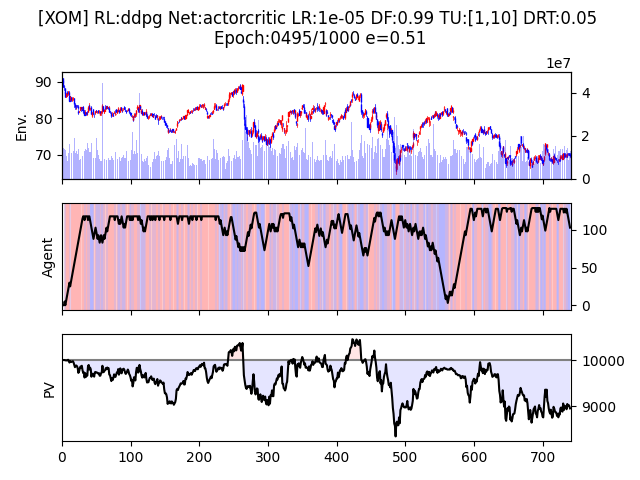 [XOM] RL:ddpg Net:actorcritic LR:1e-05 DF:0.99 TU:[1,10] DRT:0.05
Epoch:0495/1000 e=0.51
1e7
90
80
70
Env.
4
2
0
Agent
100
50
0
PV
10000
9000
0 100 200 300 400 500 600 700